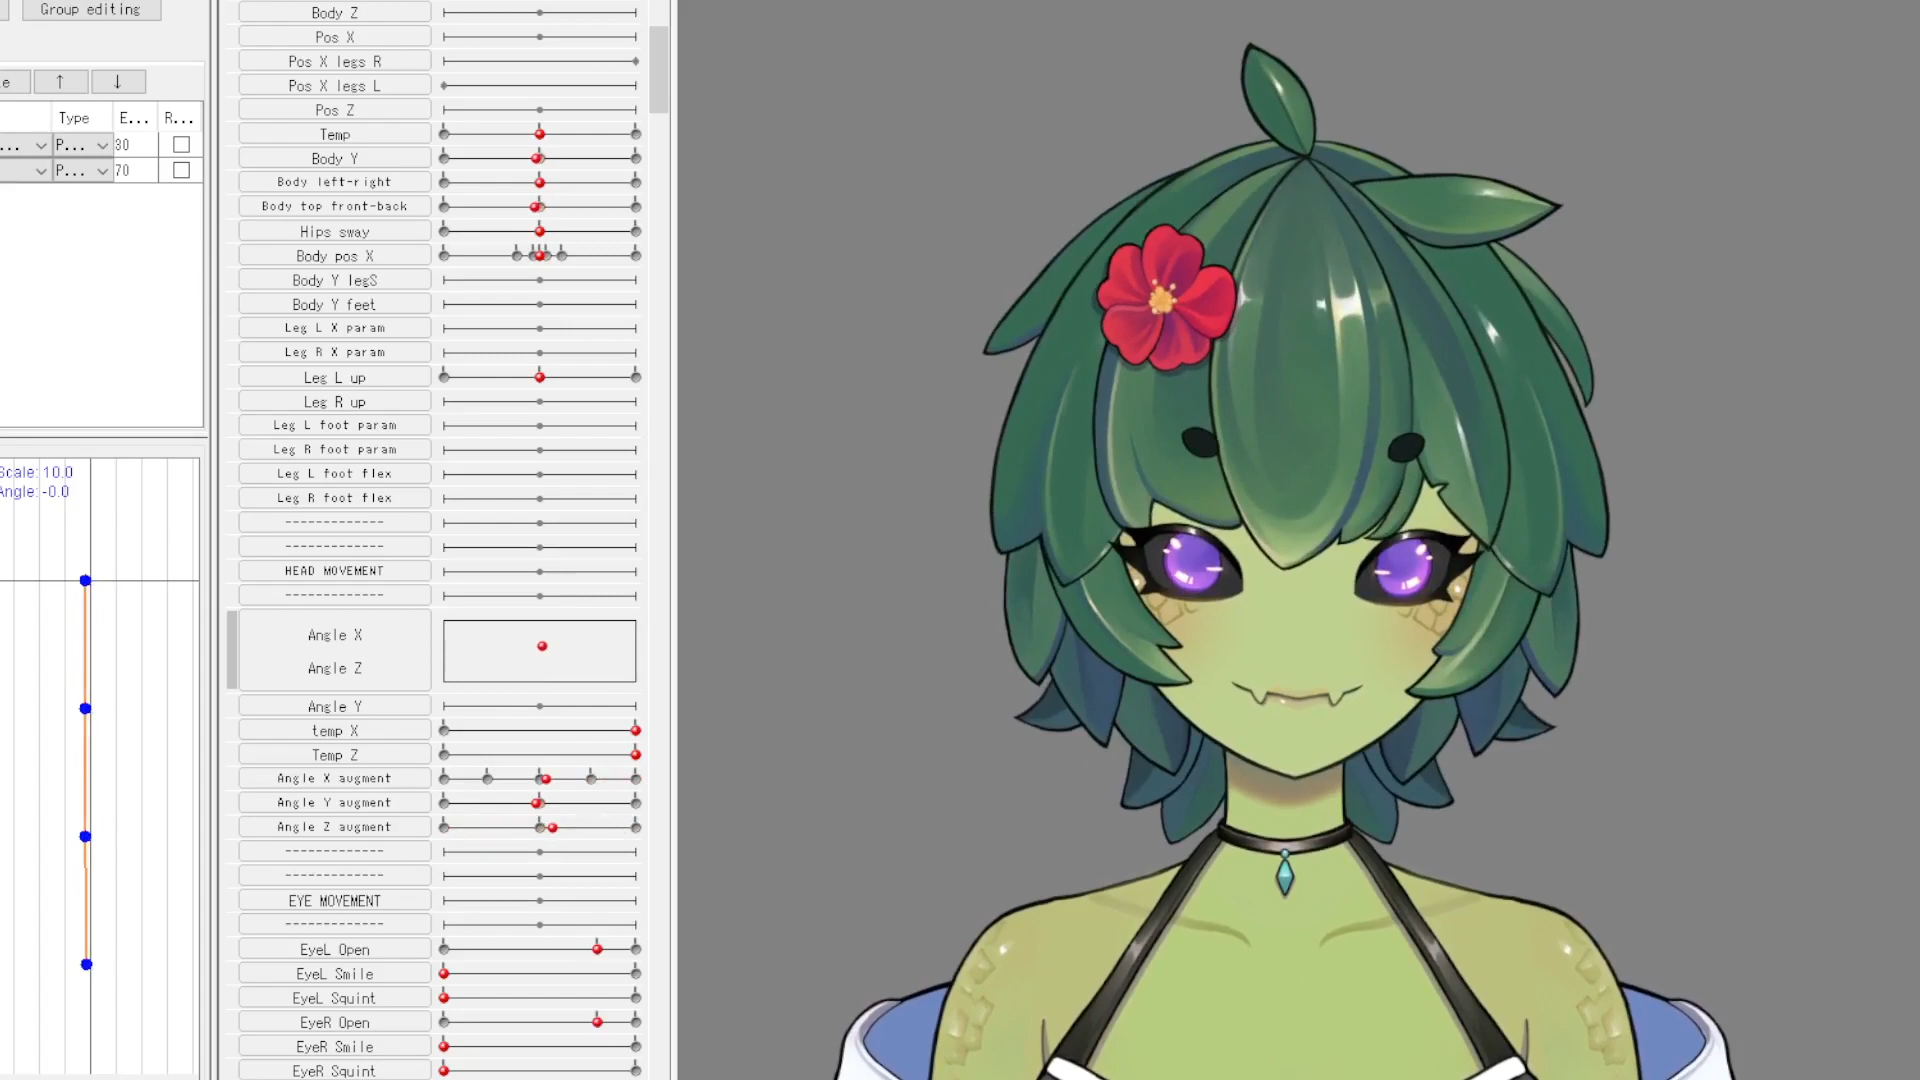 Group editing
e ↑ ↓
Type E... R...
... P... 30
P... 70
Scale: 10.0
Angle: -0.0
Body Z
Pos X
Pos X legs R
Pos X legs L
Pos Z
Temp
Body Y
Body left-right
Body top front-back
Hips sway
Body pos X
Body Y legS
Body Y feet
Leg L X param
Leg R X param
Leg L up
Leg R up
Leg L foot param
Leg R foot param
Leg L foot flex
Leg R foot flex
-------------
-------------
HEAD MOVEMENT
-------------
Angle X
Angle Z
Angle Y
temp X
Temp Z
Angle X augment
Angle Y augment
Angle Z augment
-------------
-------------
EYE MOVEMENT
-------------
EyeL Open
EyeL Smile
EyeL Squint
EyeR Open
EyeR Smile
EyeR Squint